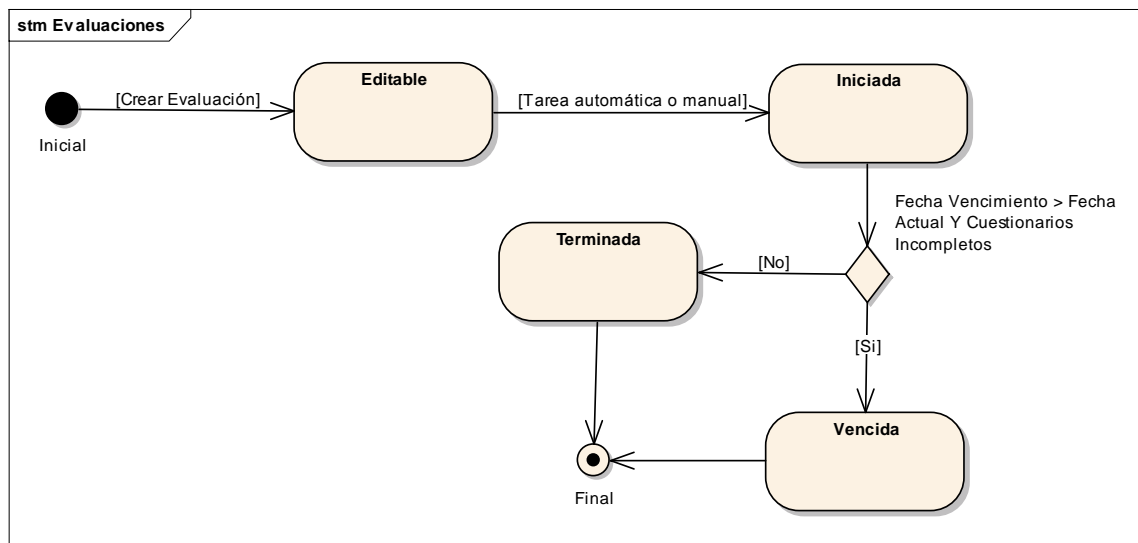 stm Evaluaciones
Editable
Iniciada
[Crear Evaluación]
[Tarea automática o manual]
Inicial
Fecha Vencimiento > Fecha
Actual Y Cuestionarios
Incompletos
Terminada
[No]
[Si]
Vencida
Final